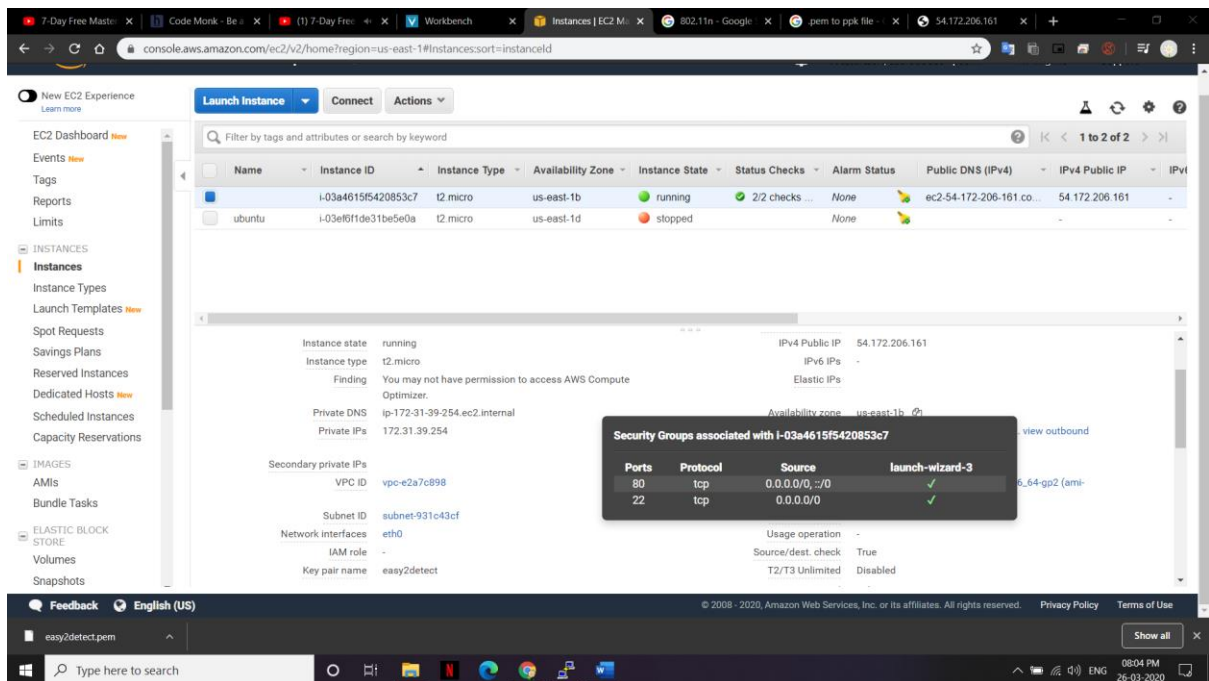 7-Day Free Master
Code Monk - Be a
(1) 7-Day Free
Workbench
Instances | EC2 Ma
802.11n - Google
.pem to ppk file -
54.172.206.161
console.aws.amazon.com/ec2/v2/home?region=us-east-1#Instances:sort=instanceId
New EC2 Experience
Learn more
Launch Instance Connect Actions
EC2 Dashboard New
Events New
Tags
Reports
Limits
INSTANCES
Instances
Instance Types
Launch Templates New
Spot Requests
Savings Plans
Reserved Instances
Dedicated Hosts New
Scheduled Instances
Capacity Reservations
IMAGES
AMIs
Bundle Tasks
ELASTIC BLOCK
STORE
Volumes
Snapshots
Filter by tags and attributes or search by keyword
1 to 2 of 2
Name Instance ID Instance Type Availability Zone Instance State Status Checks Alarm Status Public DNS (IPv4) IPv4 Public IP IPv6
i-03a4615f5420853c7 t2.micro us-east-1b running 2/2 checks ... None ec2-54-172-206-161.co... 54.172.206.161 -
ubuntu i-03ef6f1de31be5e0a t2.micro us-east-1d stopped None - -
Instance state running IPv4 Public IP 54.172.206.161
Instance type t2.micro IPv6 IPs -
Finding You may not have permission to access AWS Compute Elastic IPs
Optimizer.
Private DNS ip-172-31-39-254.ec2.internal Availability zone us-east-1b
Private IPs 172.31.39.254 view outbound
Secondary private IPs
VPC ID vpc-e2a7c898 6_64-gp2 (ami-
Subnet ID subnet-931c43cf
Network interfaces eth0 Usage operation -
IAM role - Source/dest. check True
Key pair name easy2detect T2/T3 Unlimited Disabled
Security Groups associated with i-03a4615f5420853c7
Ports Protocol Source launch-wizard-3
80 tcp 0.0.0.0/0, ::/0 ✓
22 tcp 0.0.0.0/0 ✓
Feedback English (US) © 2008 - 2020, Amazon Web Services, Inc. or its affiliates. All rights reserved. Privacy Policy Terms of Use
easy2detect.pem Show all
Type here to search ENG 08:04 PM
26-03-2020